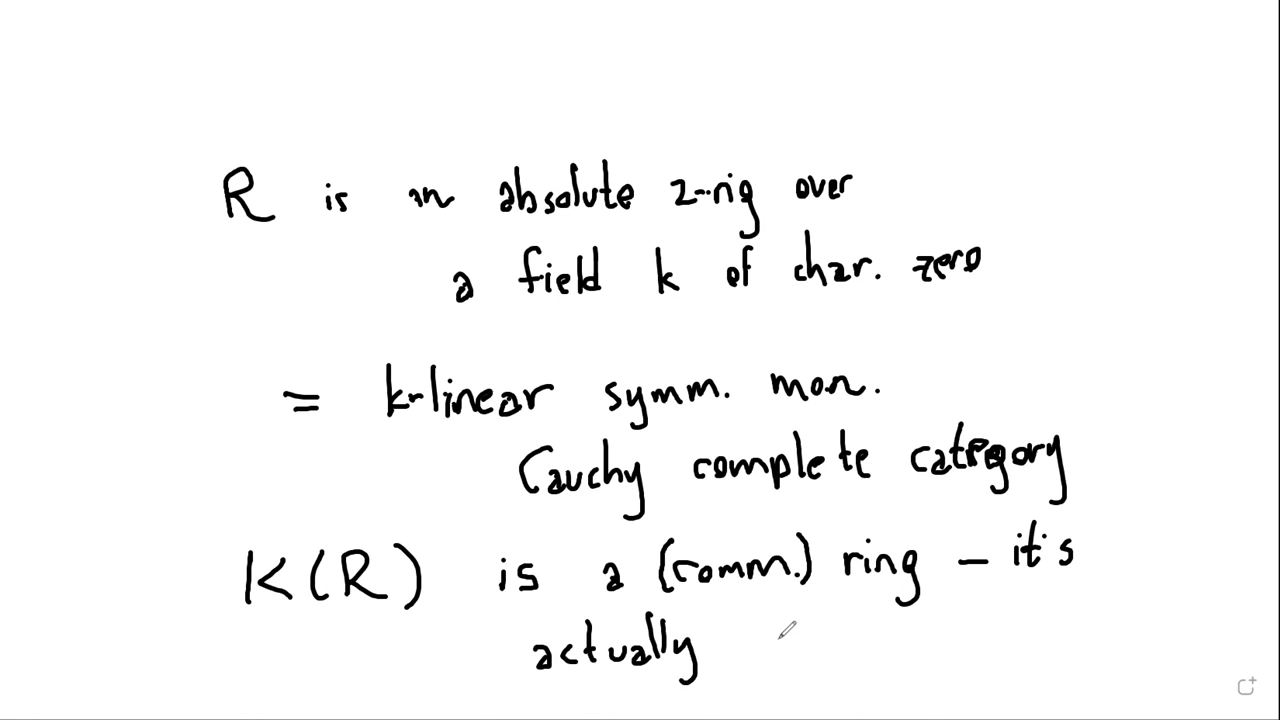 R is an absolute 2-rig over
a field k of char. zero
= k-linear symm. mon.
Cauchy complete category
K(R) is a (comm.) ring – it's
actually